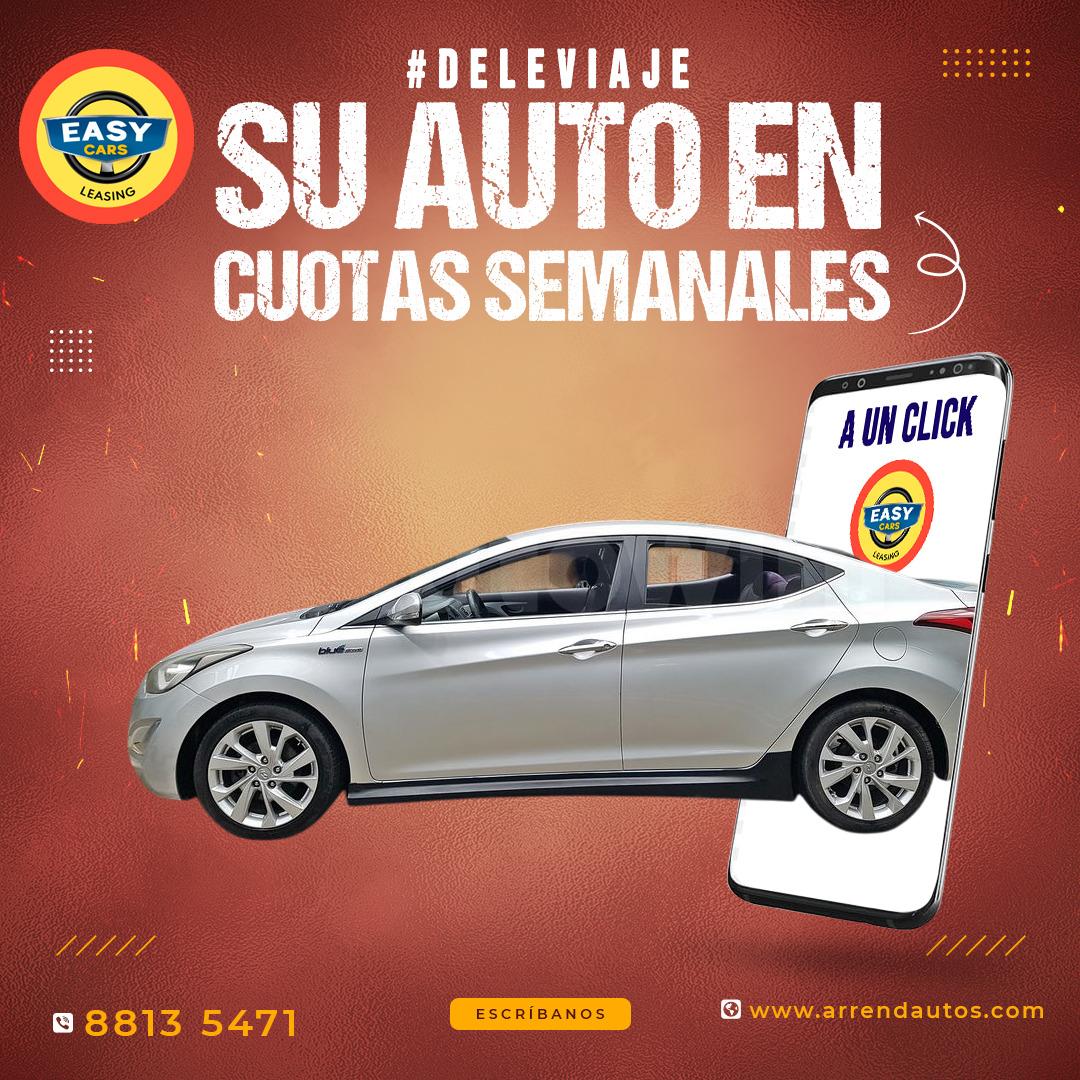 #DELEVIAJE
EASY
CARS
LEASING
SU AUTO EN
CUOTAS SEMANALES
A UN CLICK
EASY
CARS
LEASING
blue
8813 5471
ESCRÍBANOS
www.arrendautos.com